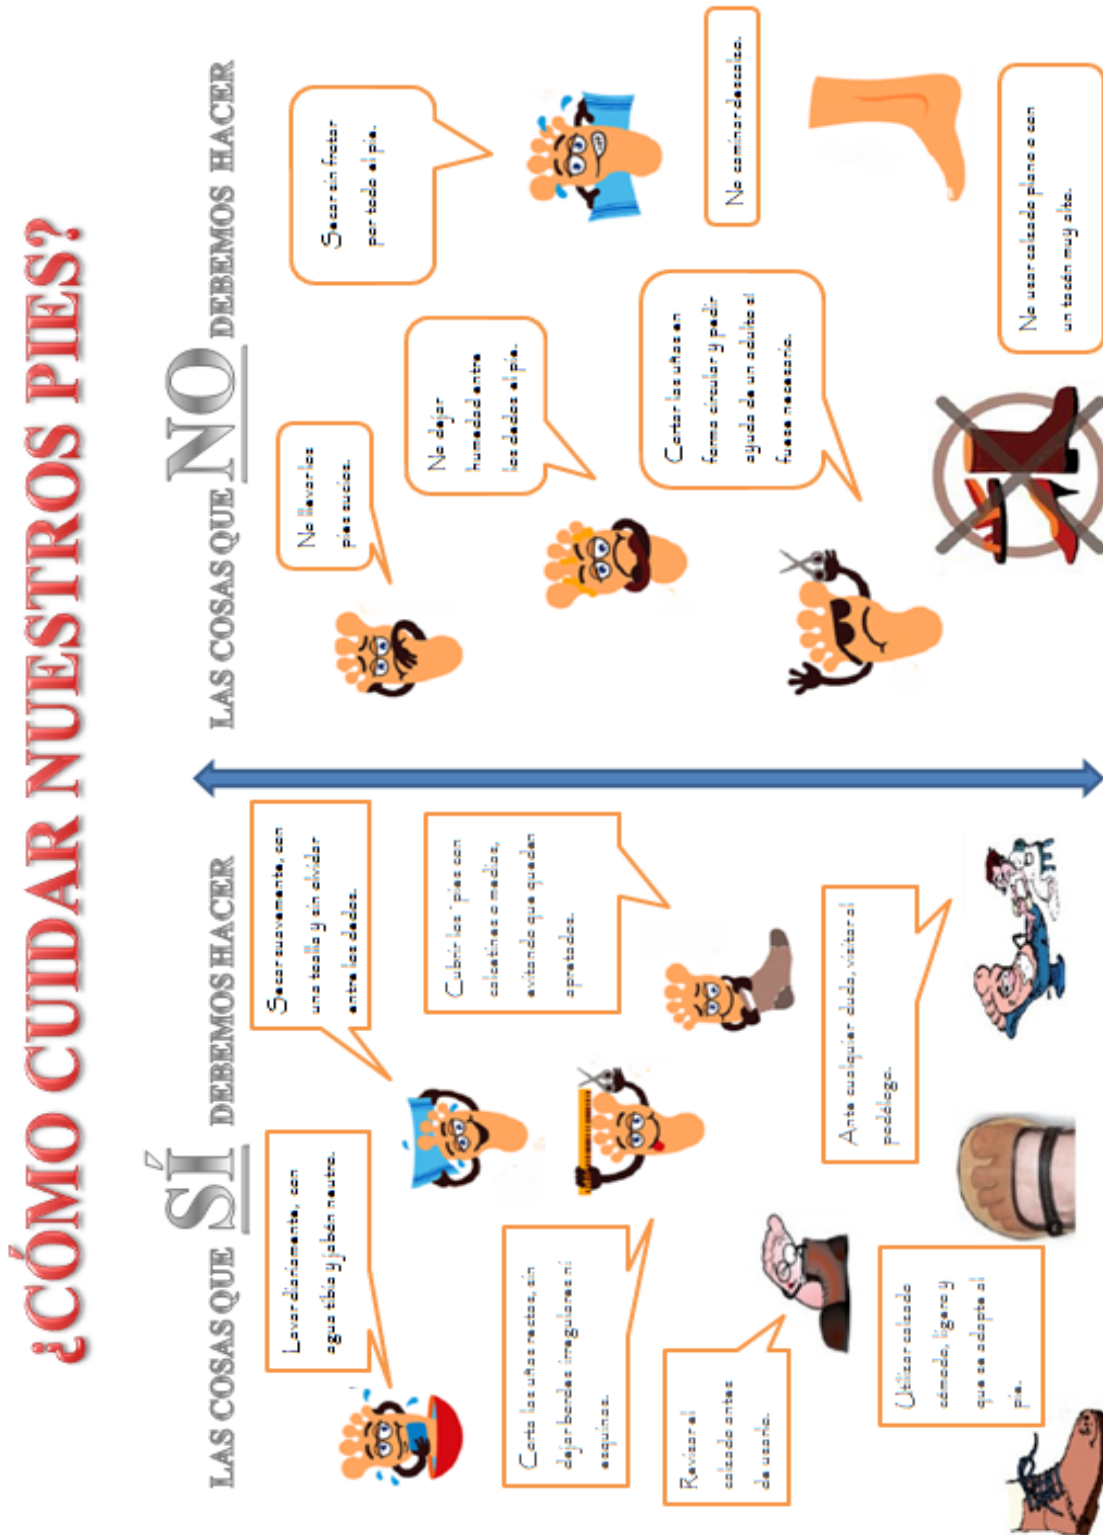 ¿CÓMO CUIDAR NUESTROS PIES?
LAS COSAS QUE SÍ DEBEMOS HACER
Lavar diariamente, con
agua tibia y jabón neutro.
Secar suavemente, con
una toalla y sin olvidar
entre los dedos.
Corta las uñas rectas, sin
dejar bordes irregulares ni
esquinas.
Cubrir los pies con
calcetines o medias,
evitando que queden
apretados.
Revisar el
calzado antes
de usarlo.
Ante cualquier duda, visitar al
podólogo.
Utilizar calzado
cómodo, ligero y
que se adapte al
pie.
LAS COSAS QUE NO DEBEMOS HACER
No llevar los
pies sucios.
Secar sin frotar
por todo el pie.
No dejar
humedad entre
los dedos el pie.
No caminar descalzo.
Cortar las uñas en
forma circular y pedir
ayuda de un adulto si
fuese necesario.
No usar calzado plano o con
un tacón muy alto.